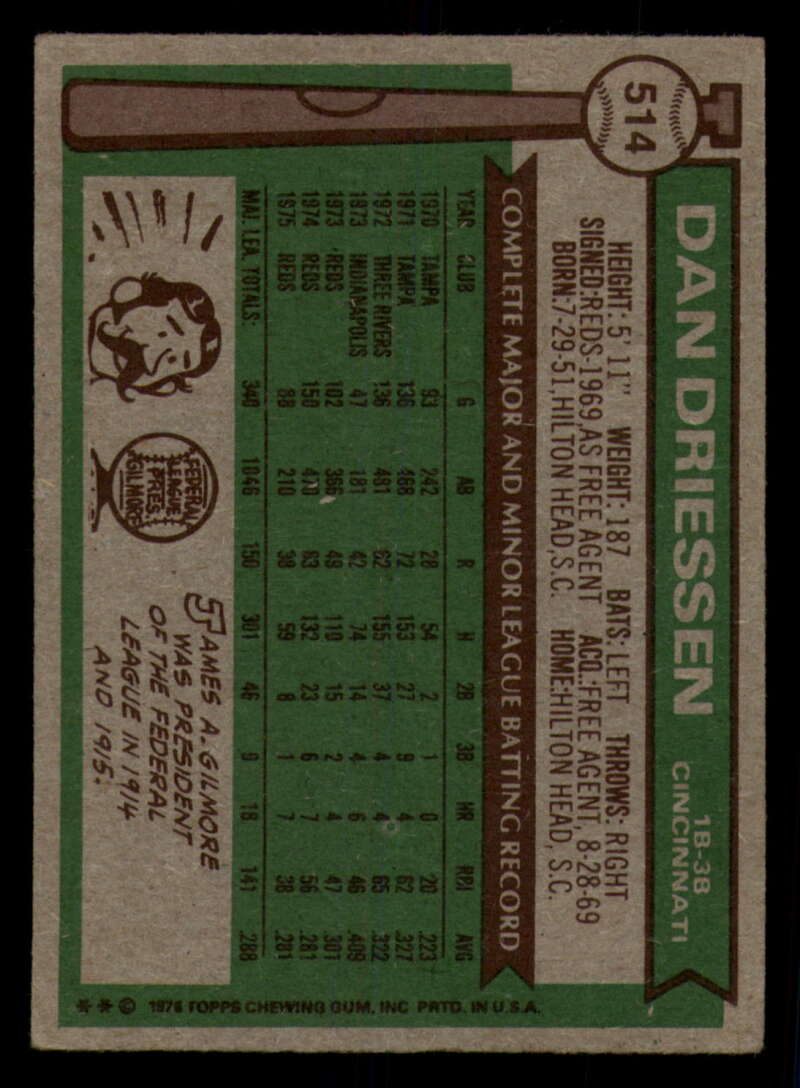 514
DAN DRIESSEN 1B-3B
CINCINNATI
HEIGHT: 5' 11" WEIGHT: 187 BATS: LEFT THROWS: RIGHT
SIGNED: REDS-1969, AS FREE AGENT ACQ.: FREE AGENT, 8-28-69
BORN: 7-29-51, HILTON HEAD, S.C. HOME: HILTON HEAD, S.C.
COMPLETE MAJOR AND MINOR LEAGUE BATTING RECORD
YEAR CLUB G AB R H 2B 3B HR RBI AVG
1970 TAMPA 93 242 28 54 2 1 0 20 .223
1971 TAMPA 136 468 72 153 27 9 4 62 .327
1972 THREE RIVERS 136 481 62 155 37 4 4 65 .322
1973 INDIANAPOLIS 47 181 42 74 14 4 6 46 .409
1973 REDS 102 366 49 110 15 2 4 47 .301
1974 REDS 150 470 63 132 23 6 7 56 .281
1975 REDS 88 210 38 59 8 1 7 38 .281
MAJ. LEA. TOTALS: 340 1046 150 301 46 9 18 141 .288
FEDERAL
LEAGUE
PRES.
GILMORE
JAMES A. GILMORE
WAS PRESIDENT
OF THE FEDERAL
LEAGUE IN 1914
AND 1915.
** © 1976 TOPPS CHEWING GUM, INC PRTD. IN U.S.A.